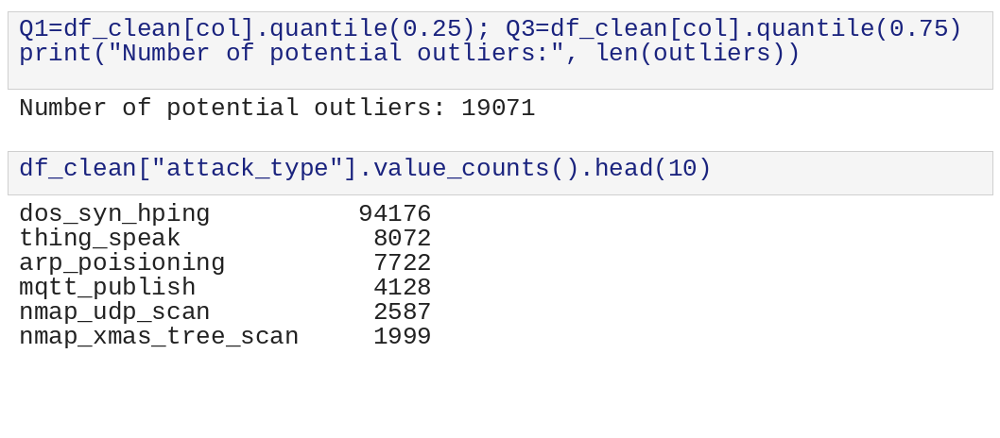 Q1=df_clean[col].quantile(0.25); Q3=df_clean[col].quantile(0.75)
print("Number of potential outliers:", len(outliers))
Number of potential outliers: 19071
df_clean["attack_type"].value_counts().head(10)
dos_syn_hping 94176
thing_speak 8072
arp_poisioning 7722
mqtt_publish 4128
nmap_udp_scan 2587
nmap_xmas_tree_scan 1999